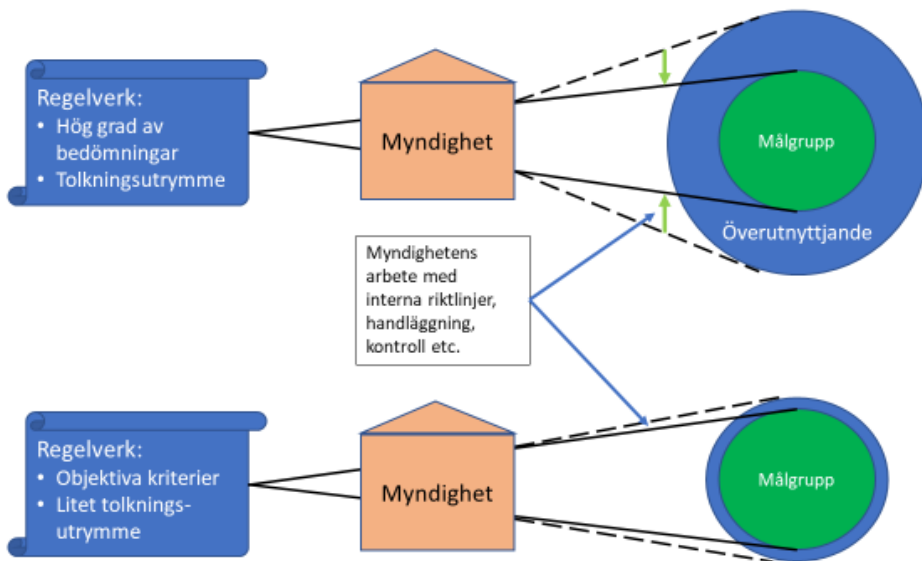 Regelverk:
• Hög grad av
bedömningar
• Tolkningsutrymme
Myndighet
Målgrupp
Överutnyttjande
Myndighetens
arbete med
interna riktlinjer,
handläggning,
kontroll etc.
Regelverk:
• Objektiva kriterier
• Litet tolknings-
utrymme
Myndighet
Målgrupp